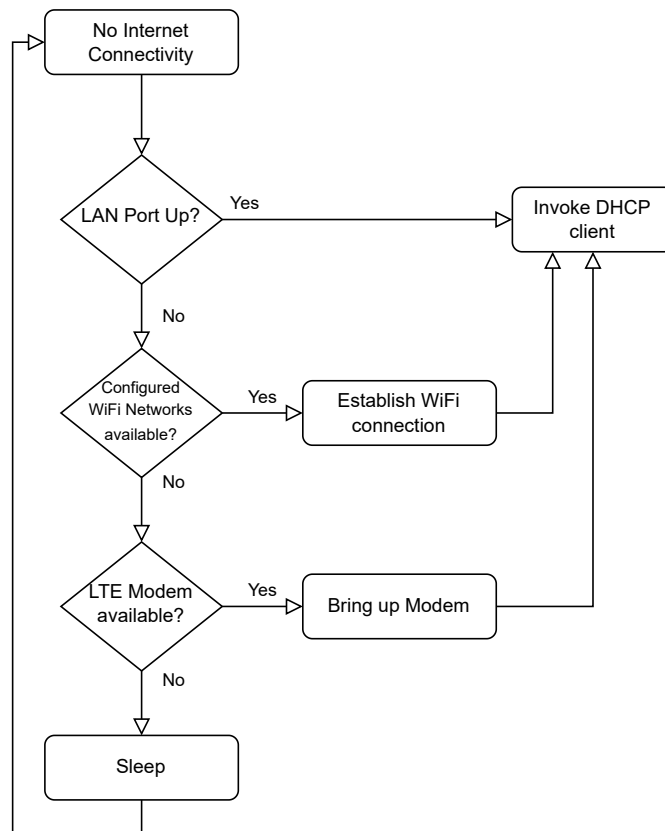 No Internet
Connectivity
LAN Port Up?
Yes
Invoke DHCP
client
No
Configured
WiFi Networks
available?
Yes
Establish WiFi
connection
No
LTE Modem
available?
Yes
Bring up Modem
No
Sleep